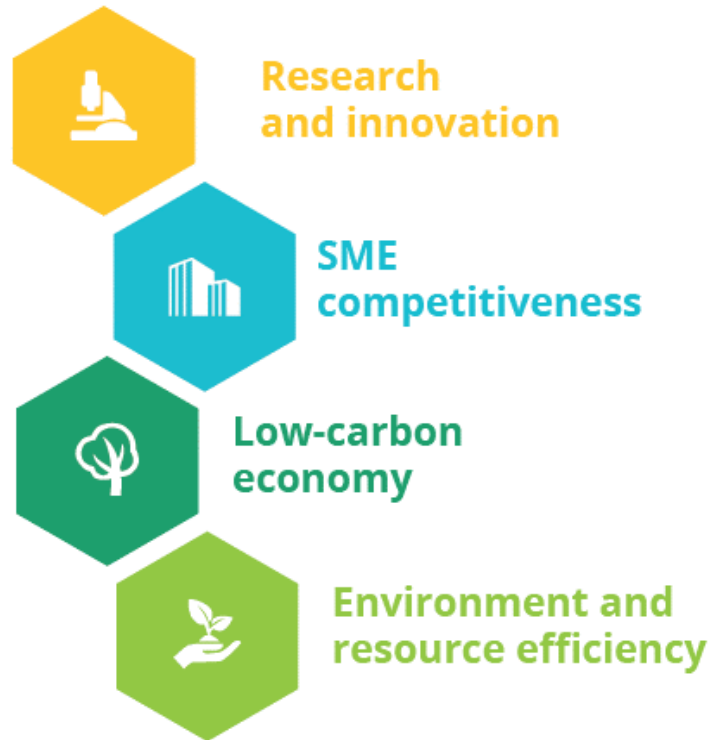 Research
and innovation
SME
competitiveness
Low-carbon
economy
Environment and
resource efficiency